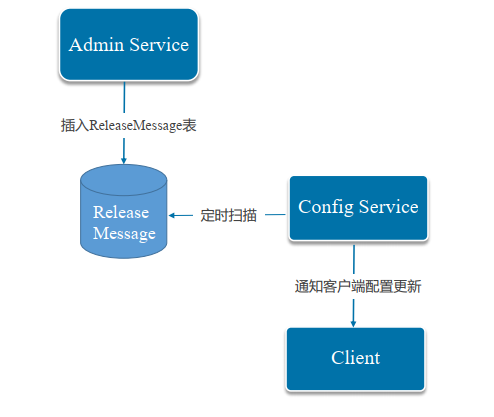 Admin Service
插入ReleaseMessage表
Release
Message
定时扫描
Config Service
通知客户端配置更新
Client